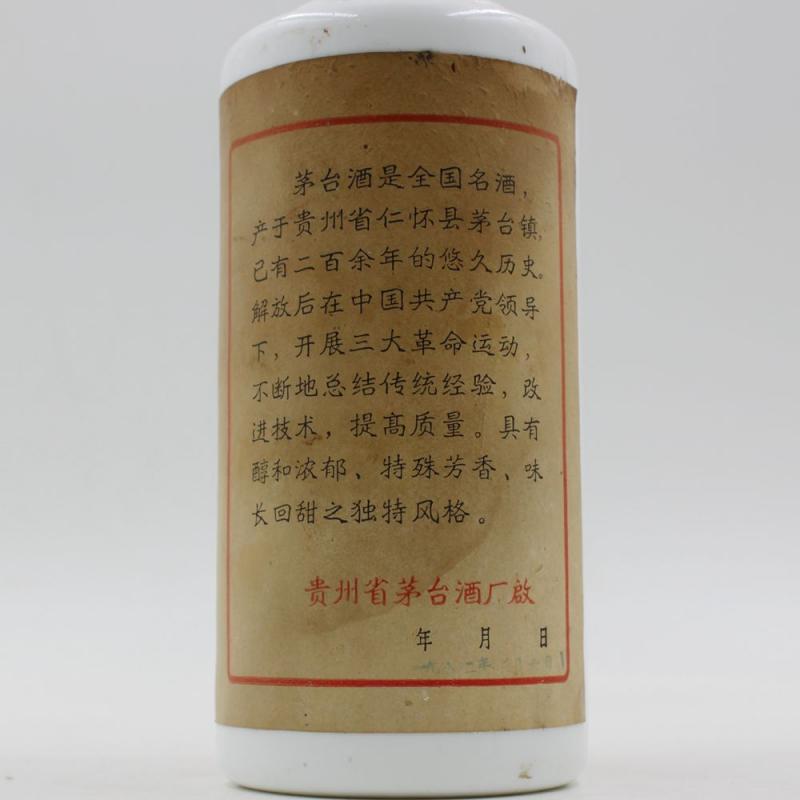 茅台酒是全国名酒，
产于贵州省仁怀县茅台镇，
已有二百余年的悠久历史。
解放后在中国共产党领导
下，开展三大革命运动，
不断地总结传统经验，改
进技术，提高质量。具有
醇和浓郁、特殊芳香、味
长回甜之独特风格。
贵州省茅台酒厂啟
年 月 日